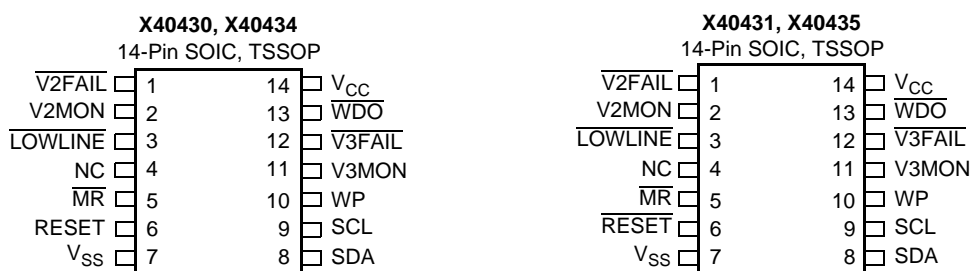 X40430, X40434
14-Pin SOIC, TSSOP
V2FAIL 1 14 VCC
V2MON 2 13 WDO
LOWLINE 3 12 V3FAIL
NC 4 11 V3MON
MR 5 10 WP
RESET 6 9 SCL
VSS 7 8 SDA
X40431, X40435
14-Pin SOIC, TSSOP
V2FAIL 1 14 VCC
V2MON 2 13 WDO
LOWLINE 3 12 V3FAIL
NC 4 11 V3MON
MR 5 10 WP
RESET 6 9 SCL
VSS 7 8 SDA